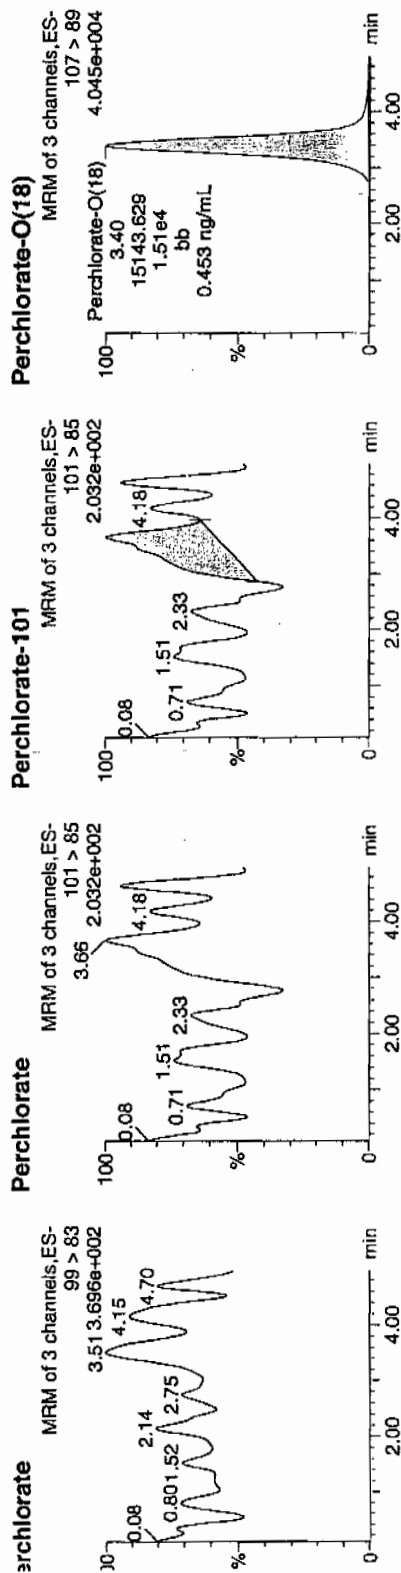 erchlorate
MRM of 3 channels,ES-
99 > 83
3.696e+002
3.51
4.15
4.70
2.14
2.75
0.80
1.52
0.08
%
2.00
4.00
min
Perchlorate
MRM of 3 channels,ES-
101 > 85
2.032e+002
100
3.66
4.18
0.08
0.71
1.51
2.33
%
0
2.00
4.00
min
Perchlorate-101
MRM of 3 channels,ES-
101 > 85
2.032e+002
100
4.18
0.08
0.71
1.51
2.33
%
0
2.00
4.00
min
Perchlorate-O(18)
MRM of 3 channels,ES-
107 > 89
4.045e+004
100
Perchlorate-O(18)
3.40
15143.629
1.51e4
bb
0.453 ng/mL
%
0
2.00
4.00
min